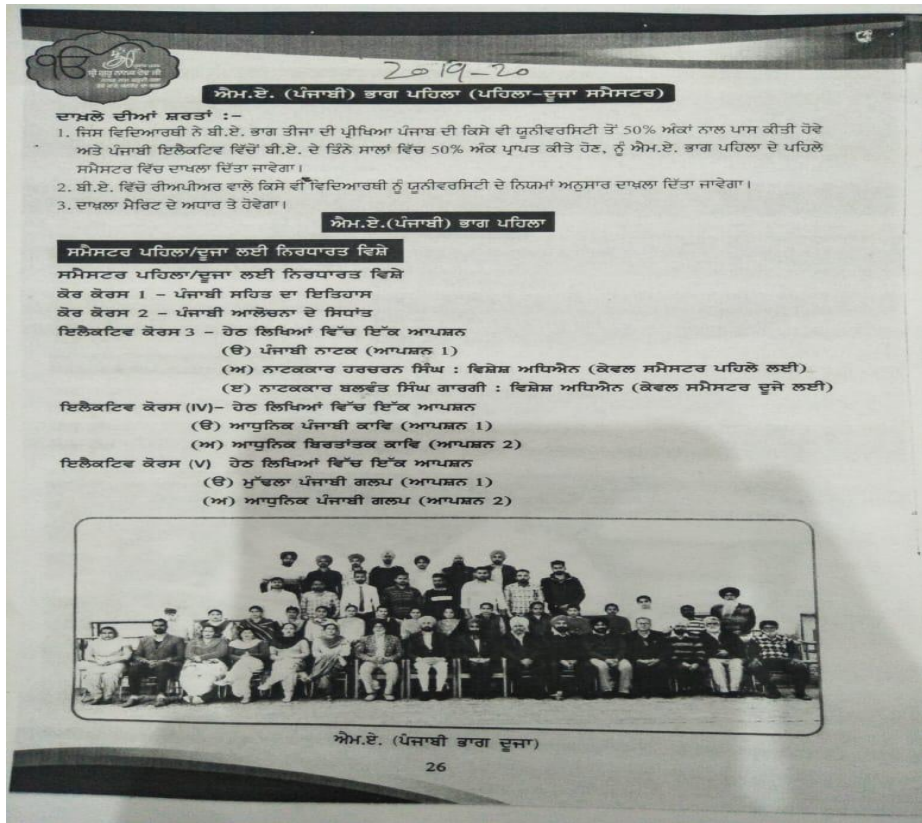 ੴ
ਸ੍ਰੀ ਗੁਰੂ ਨਾਨਕ ਦੇਵ ਜੀ
2019-20
ਐਮ.ਏ. (ਪੰਜਾਬੀ) ਭਾਗ ਪਹਿਲਾ (ਪਹਿਲਾ-ਦੂਜਾ ਸਮੈਸਟਰ)
ਦਾਖ਼ਲੇ ਦੀਆਂ ਸ਼ਰਤਾਂ :–
1. ਜਿਸ ਵਿਦਿਆਰਥੀ ਨੇ ਬੀ.ਏ. ਭਾਗ ਤੀਜਾ ਦੀ ਪ੍ਰੀਖਿਆ ਪੰਜਾਬ ਦੀ ਕਿਸੇ ਵੀ ਯੂਨੀਵਰਸਿਟੀ ਤੋਂ 50% ਅੰਕਾਂ ਨਾਲ ਪਾਸ ਕੀਤੀ ਹੋਵੇ
ਅਤੇ ਪੰਜਾਬੀ ਇਲੈਕਟਿਵ ਵਿੱਚੋਂ ਬੀ.ਏ. ਦੇ ਤਿੰਨੇ ਸਾਲਾਂ ਵਿੱਚ 50% ਅੰਕ ਪ੍ਰਾਪਤ ਕੀਤੇ ਹੋਣ, ਨੂੰ ਐਮ.ਏ. ਭਾਗ ਪਹਿਲਾ ਦੇ ਪਹਿਲੇ
ਸਮੈਸਟਰ ਵਿੱਚ ਦਾਖਲਾ ਦਿੱਤਾ ਜਾਵੇਗਾ।
2. ਬੀ.ਏ. ਵਿੱਚੋ ਰੀਅਪੀਅਰ ਵਾਲੇ ਕਿਸੇ ਵੀ ਵਿਦਿਆਰਥੀ ਨੂੰ ਯੂਨੀਵਰਸਿਟੀ ਦੇ ਨਿਯਮਾਂ ਅਨੁਸਾਰ ਦਾਖਲਾ ਦਿੱਤਾ ਜਾਵੇਗਾ।
3. ਦਾਖ਼ਲਾ ਮੈਰਿਟ ਦੇ ਅਧਾਰ ਤੇ ਹੋਵੇਗਾ।
ਐਮ.ਏ.(ਪੰਜਾਬੀ) ਭਾਗ ਪਹਿਲਾ
ਸਮੈਸਟਰ ਪਹਿਲਾ/ਦੂਜਾ ਲਈ ਨਿਰਧਾਰਤ ਵਿਸ਼ੇ
ਸਮੈਸਟਰ ਪਹਿਲਾ/ਦੂਜਾ ਲਈ ਨਿਰਧਾਰਤ ਵਿਸ਼ੇ
ਕੋਰ ਕੋਰਸ 1 – ਪੰਜਾਬੀ ਸਹਿਤ ਦਾ ਇਤਿਹਾਸ
ਕੋਰ ਕੋਰਸ 2 – ਪੰਜਾਬੀ ਆਲੋਚਨਾ ਦੇ ਸਿਧਾਂਤ
ਇਲੈਕਟਿਵ ਕੋਰਸ 3 – ਹੇਠ ਲਿਖਿਆਂ ਵਿੱਚ ਇੱਕ ਆਪਸ਼ਨ
(ੳ) ਪੰਜਾਬੀ ਨਾਟਕ (ਆਪਸ਼ਨ 1)
(ਅ) ਨਾਟਕਕਾਰ ਹਰਚਰਨ ਸਿੰਘ : ਵਿਸ਼ੇਸ਼ ਅਧਿਐਨ (ਕੇਵਲ ਸਮੈਸਟਰ ਪਹਿਲੇ ਲਈ)
(ੲ) ਨਾਟਕਕਾਰ ਬਲਵੰਤ ਸਿੰਘ ਗਾਰਗੀ : ਵਿਸ਼ੇਸ਼ ਅਧਿਐਨ (ਕੇਵਲ ਸਮੈਸਟਰ ਦੂਜੇ ਲਈ)
ਇਲੈਕਟਿਵ ਕੋਰਸ (IV)– ਹੇਠ ਲਿਖਿਆਂ ਵਿੱਚ ਇੱਕ ਆਪਸ਼ਨ
(ੳ) ਆਧੁਨਿਕ ਪੰਜਾਬੀ ਕਾਵਿ (ਆਪਸ਼ਨ 1)
(ਅ) ਆਧੁਨਿਕ ਬਿਰਤਾਂਤਕ ਕਾਵਿ (ਆਪਸ਼ਨ 2)
ਇਲੈਕਟਿਵ ਕੋਰਸ (V) ਹੇਠ ਲਿਖਿਆਂ ਵਿੱਚ ਇੱਕ ਆਪਸ਼ਨ
(ੳ) ਮੁੱਢਲਾ ਪੰਜਾਬੀ ਗਲਪ (ਆਪਸ਼ਨ 1)
(ਅ) ਆਧੁਨਿਕ ਪੰਜਾਬੀ ਗਲਪ (ਆਪਸ਼ਨ 2)
ਐਮ.ਏ. (ਪੰਜਾਬੀ ਭਾਗ ਦੂਜਾ)
26